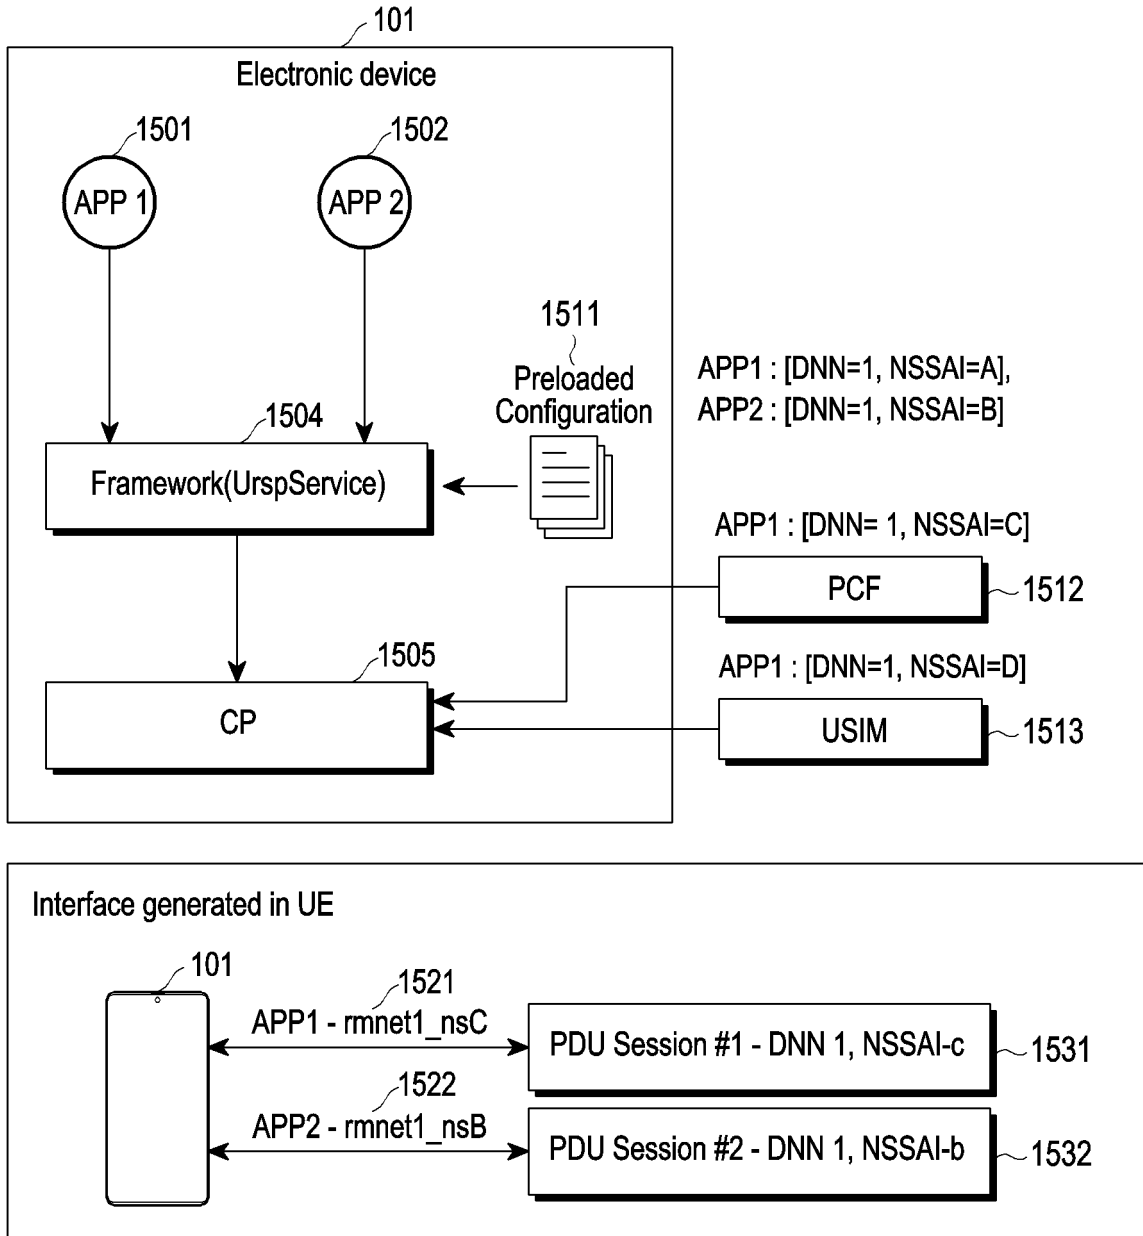 101
Electronic device
1501
1502
APP 1
APP 2
1511
Preloaded
Configuration
APP1 : [DNN=1, NSSAI=A],
APP2 : [DNN=1, NSSAI=B]
1504
Framework(UrspService)
APP1 : [DNN= 1, NSSAI=C]
PCF
1512
1505
APP1 : [DNN=1, NSSAI=D]
CP
USIM
1513
Interface generated in UE
101
1521
APP1 - rmnet1_nsC
PDU Session #1 - DNN 1, NSSAI-c
1531
1522
APP2 - rmnet1_nsB
PDU Session #2 - DNN 1, NSSAI-b
1532